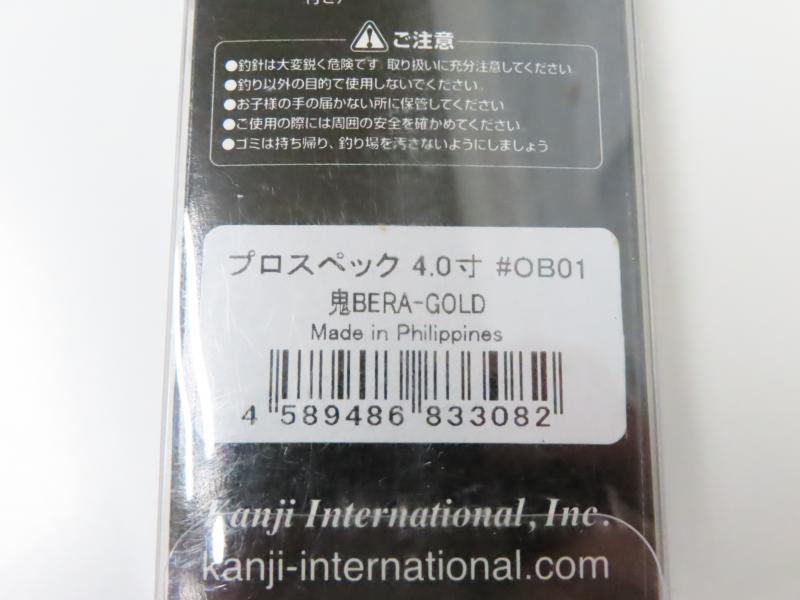 付です
ご注意
●釣針は大変鋭く危険です 取り扱いに充分注意してください。
●釣り以外の目的で使用しないでください。
●お子様の手の届かない所に保管してください。
●ご使用の際には周囲の安全を確かめてください。
●ゴミは持ち帰り、釣り場を汚さないようにしましょう
プロスペック 4.0寸 #OB01
鬼BERA-GOLD
Made in Philippines
4 589486 833082
Kanji International, Inc.
kanji-international.com